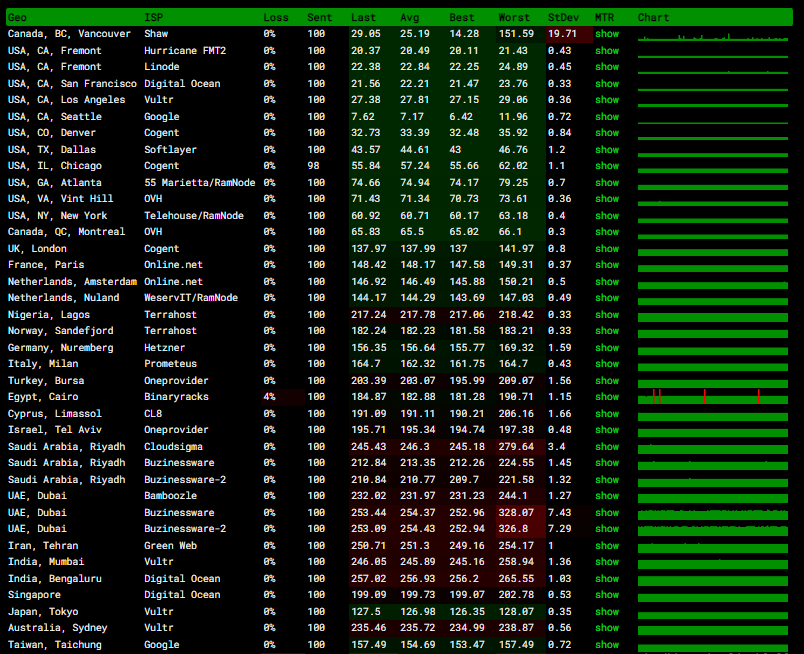 Geo ISP Loss Sent Last Avg Best Worst StDev MTR Chart
Canada, BC, Vancouver Shaw 0% 100 29.05 25.19 14.28 151.59 19.71 show
USA, CA, Fremont Hurricane FMT2 0% 100 20.37 20.49 20.11 21.43 0.43 show
USA, CA, Fremont Linode 0% 100 22.38 22.84 22.25 24.89 0.45 show
USA, CA, San Francisco Digital Ocean 0% 100 21.56 22.21 21.47 23.76 0.33 show
USA, CA, Los Angeles Vultr 0% 100 27.38 27.81 27.15 29.06 0.36 show
USA, CA, Seattle Google 0% 100 7.62 7.17 6.42 11.96 0.72 show
USA, CO, Denver Cogent 0% 100 32.73 33.39 32.48 35.92 0.84 show
USA, TX, Dallas Softlayer 0% 100 43.57 44.61 43 46.76 1.2 show
USA, IL, Chicago Cogent 0% 98 55.84 57.24 55.66 62.02 1.1 show
USA, GA, Atlanta 55 Marietta/RamNode 0% 100 74.66 74.94 74.17 79.25 0.7 show
USA, VA, Vint Hill OVH 0% 100 71.43 71.34 70.73 73.61 0.36 show
USA, NY, New York Telehouse/RamNode 0% 100 60.92 60.71 60.17 63.18 0.4 show
Canada, QC, Montreal OVH 0% 100 65.83 65.5 65.02 66.1 0.3 show
UK, London Cogent 0% 100 137.97 137.99 137 141.97 0.8 show
France, Paris Online.net 0% 100 148.42 148.17 147.58 149.31 0.37 show
Netherlands, Amsterdam Online.net 0% 100 146.92 146.49 145.88 150.21 0.5 show
Netherlands, Nuland WeservIT/RamNode 0% 100 144.17 144.29 143.69 147.03 0.49 show
Nigeria, Lagos Terrahost 0% 100 217.24 217.78 217.06 218.42 0.33 show
Norway, Sandefjord Terrahost 0% 100 182.24 182.23 181.58 183.21 0.33 show
Germany, Nuremberg Hetzner 0% 100 156.35 156.64 155.77 169.32 1.59 show
Italy, Milan Prometeus 0% 100 164.7 162.32 161.75 164.7 0.43 show
Turkey, Bursa Oneprovider 0% 100 203.39 203.07 195.99 209.07 1.56 show
Egypt, Cairo Binaryracks 4% 100 184.87 182.88 181.28 190.71 1.15 show
Cyprus, Limassol CL8 0% 100 191.09 191.11 190.21 206.16 1.66 show
Israel, Tel Aviv Oneprovider 0% 100 195.71 195.34 194.74 197.38 0.48 show
Saudi Arabia, Riyadh Cloudsigma 0% 100 245.43 246.3 245.18 279.64 3.4 show
Saudi Arabia, Riyadh Buzinessware 0% 100 212.84 213.35 212.26 224.55 1.45 show
Saudi Arabia, Riyadh Buzinessware-2 0% 100 210.84 210.77 209.7 221.58 1.32 show
UAE, Dubai Bamboozle 0% 100 232.02 231.97 231.23 244.1 1.27 show
UAE, Dubai Buzinessware 0% 100 253.44 254.37 252.96 328.07 7.43 show
UAE, Dubai Buzinessware-2 0% 100 253.09 254.43 252.94 326.8 7.29 show
Iran, Tehran Green Web 0% 100 250.71 251.3 249.16 254.17 1 show
India, Mumbai Vultr 0% 100 246.05 245.89 245.16 258.94 1.36 show
India, Bengaluru Digital Ocean 0% 100 257.02 256.93 256.2 265.55 1.03 show
Singapore Digital Ocean 0% 100 199.09 199.73 199.07 202.78 0.53 show
Japan, Tokyo Vultr 0% 100 127.5 126.98 126.35 128.07 0.35 show
Australia, Sydney Vultr 0% 100 235.46 235.72 234.99 238.87 0.56 show
Taiwan, Taichung Google 0% 100 157.49 154.69 153.47 157.49 0.72 show